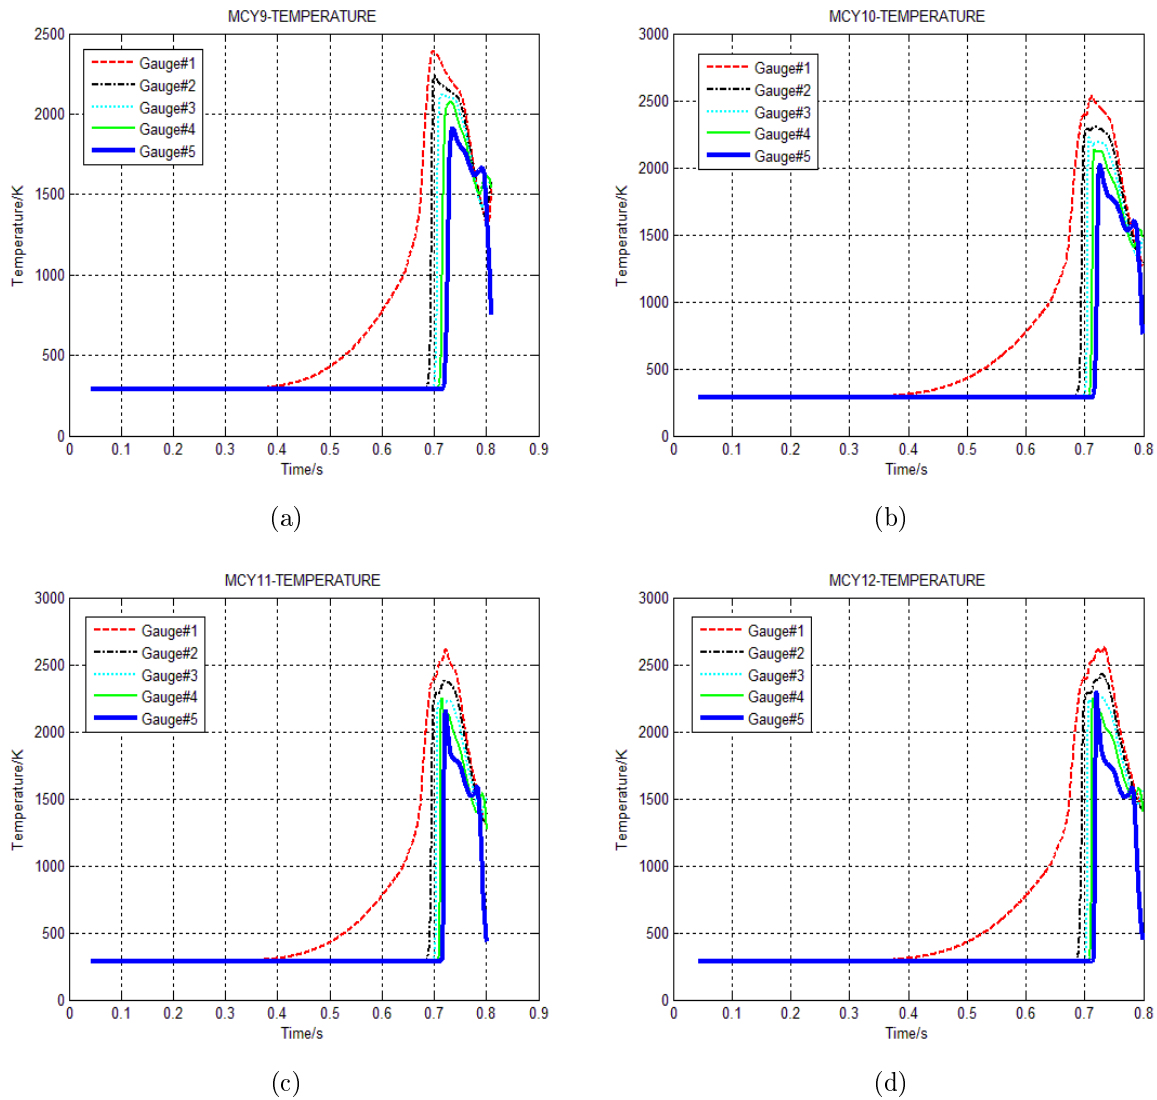 MCY9-TEMPERATURE
2500
2000
1500
1000
500
0
Temperature/K
Gauge#1
Gauge#2
Gauge#3
Gauge#4
Gauge#5
0 0.1 0.2 0.3 0.4 0.5 0.6 0.7 0.8 0.9
Time/s
(a)
MCY10-TEMPERATURE
3000
2500
2000
1500
1000
500
0
Temperature/K
Gauge#1
Gauge#2
Gauge#3
Gauge#4
Gauge#5
0 0.1 0.2 0.3 0.4 0.5 0.6 0.7 0.8
Time/s
(b)
MCY11-TEMPERATURE
3000
2500
2000
1500
1000
500
0
Temperature/K
Gauge#1
Gauge#2
Gauge#3
Gauge#4
Gauge#5
0 0.1 0.2 0.3 0.4 0.5 0.6 0.7 0.8 0.9
Time/s
(c)
MCY12-TEMPERATURE
3000
2500
2000
1500
1000
500
0
Temperature/K
Gauge#1
Gauge#2
Gauge#3
Gauge#4
Gauge#5
0 0.1 0.2 0.3 0.4 0.5 0.6 0.7 0.8
Time/s
(d)